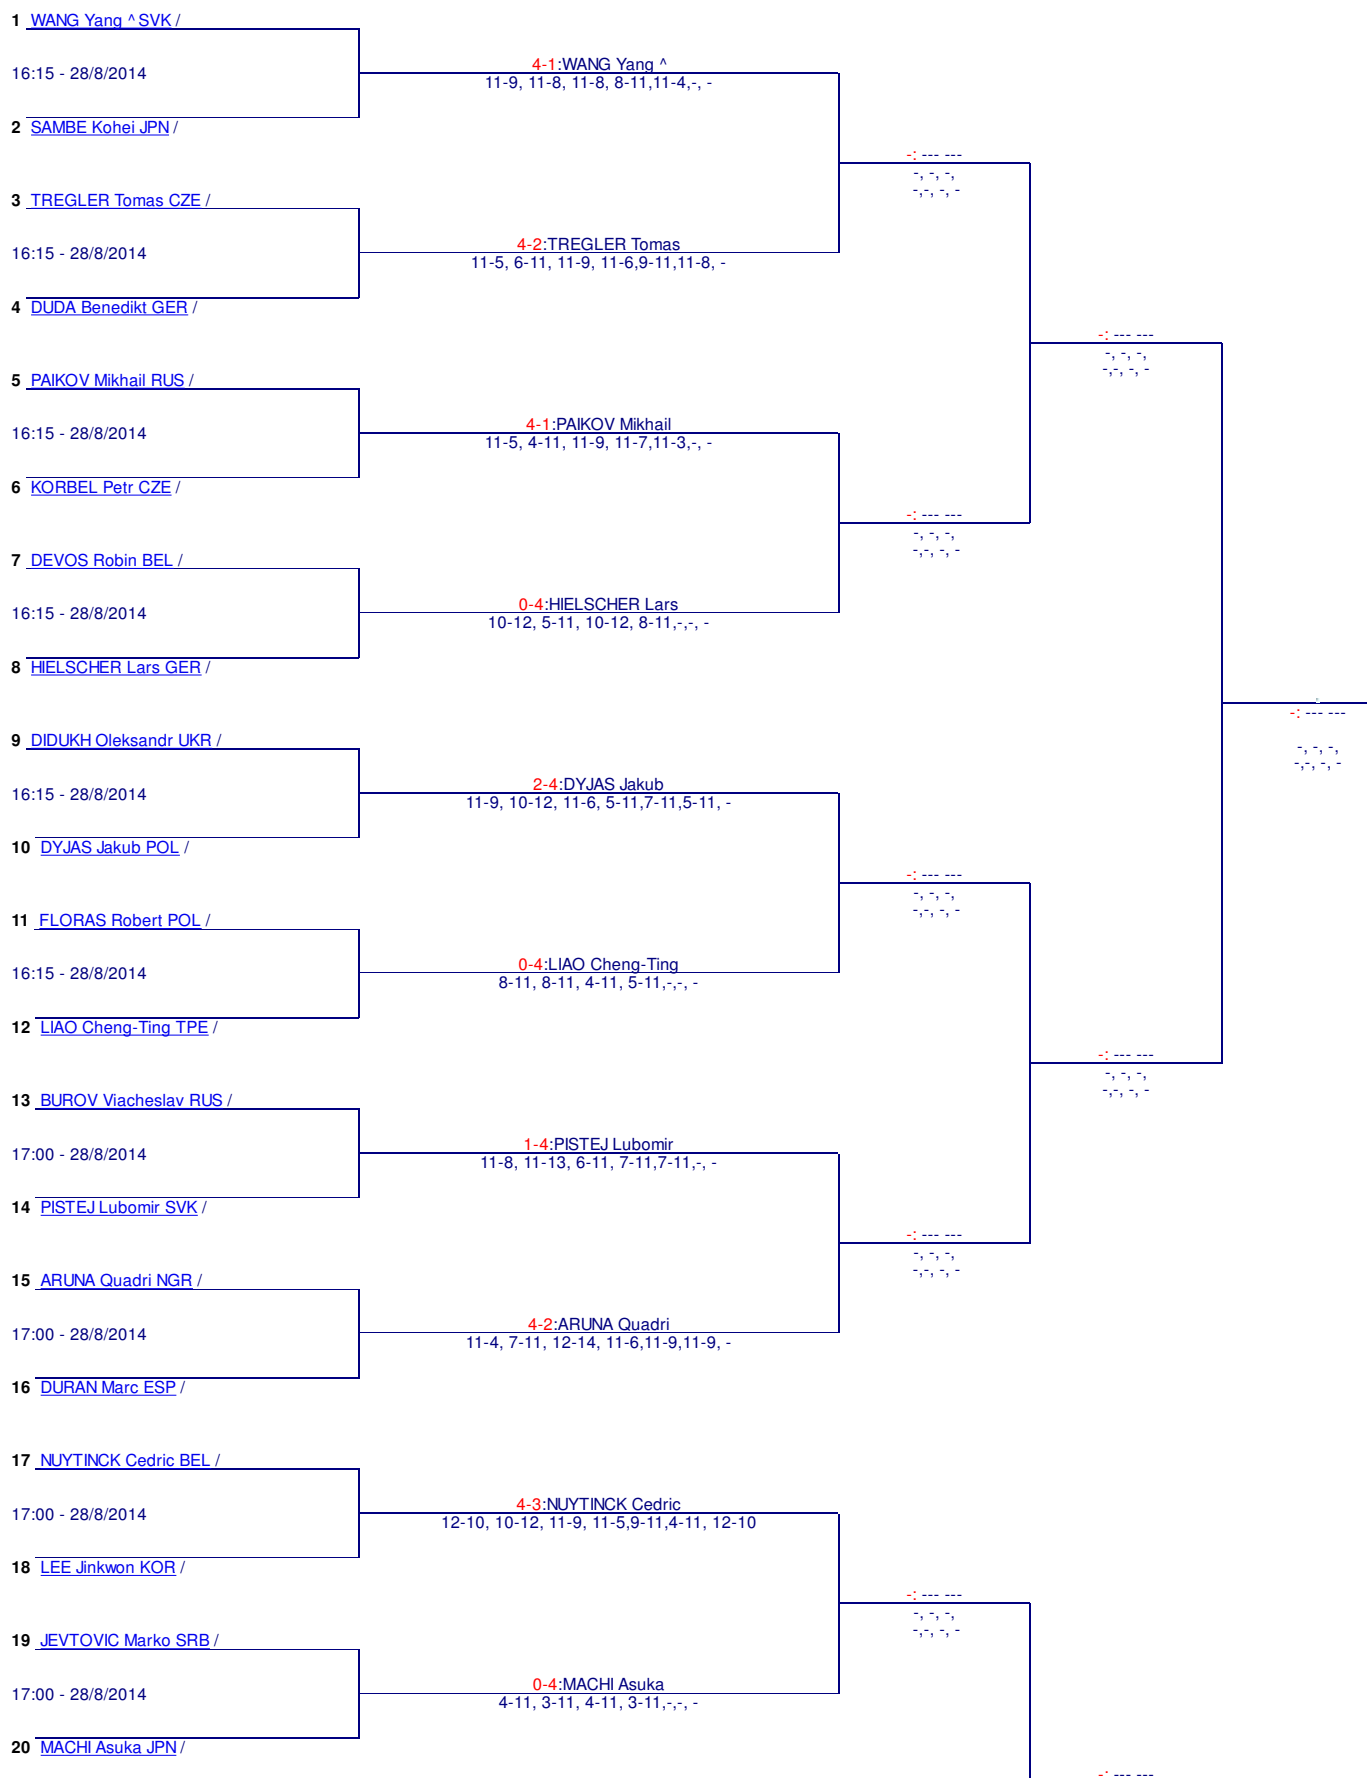 1 WANG Yang ^ SVK /
4-1:WANG Yang ^
16:15 - 28/8/2014
11-9, 11-8, 11-8, 8-11,11-4,-, -
2 SAMBE Kohei JPN /
-: --- ---
-, -, -,
-,-, -, -
3 TREGLER Tomas CZE /
4-2:TREGLER Tomas
16:15 - 28/8/2014
11-5, 6-11, 11-9, 11-6,9-11,11-8, -
4 DUDA Benedikt GER /
-: --- ---
-, -, -,
-,-, -, -
5 PAIKOV Mikhail RUS /
4-1:PAIKOV Mikhail
16:15 - 28/8/2014
11-5, 4-11, 11-9, 11-7,11-3,-, -
6 KORBEL Petr CZE /
-: --- ---
-, -, -,
-,-, -, -
7 DEVOS Robin BEL /
0-4:HIELSCHER Lars
16:15 - 28/8/2014
10-12, 5-11, 10-12, 8-11,-,-, -
8 HIELSCHER Lars GER /
-: --- ---
-, -, -,
-,-, -, -
9 DIDUKH Oleksandr UKR /
2-4:DYJAS Jakub
16:15 - 28/8/2014
11-9, 10-12, 11-6, 5-11,7-11,5-11, -
10 DYJAS Jakub POL /
-: --- ---
-, -, -,
-,-, -, -
11 FLORAS Robert POL /
0-4:LIAO Cheng-Ting
16:15 - 28/8/2014
8-11, 8-11, 4-11, 5-11,-,-, -
12 LIAO Cheng-Ting TPE /
-: --- ---
-, -, -,
-,-, -, -
13 BUROV Viacheslav RUS /
1-4:PISTEJ Lubomir
17:00 - 28/8/2014
11-8, 11-13, 6-11, 7-11,7-11,-, -
14 PISTEJ Lubomir SVK /
-: --- ---
-, -, -,
-,-, -, -
15 ARUNA Quadri NGR /
4-2:ARUNA Quadri
17:00 - 28/8/2014
11-4, 7-11, 12-14, 11-6,11-9,11-9, -
16 DURAN Marc ESP /
17 NUYTINCK Cedric BEL /
4-3:NUYTINCK Cedric
17:00 - 28/8/2014
12-10, 10-12, 11-9, 11-5,9-11,4-11, 12-10
18 LEE Jinkwon KOR /
-: --- ---
-, -, -,
-,-, -, -
19 JEVTOVIC Marko SRB /
0-4:MACHI Asuka
17:00 - 28/8/2014
4-11, 3-11, 4-11, 3-11,-,-, -
20 MACHI Asuka JPN /
-: --- ---